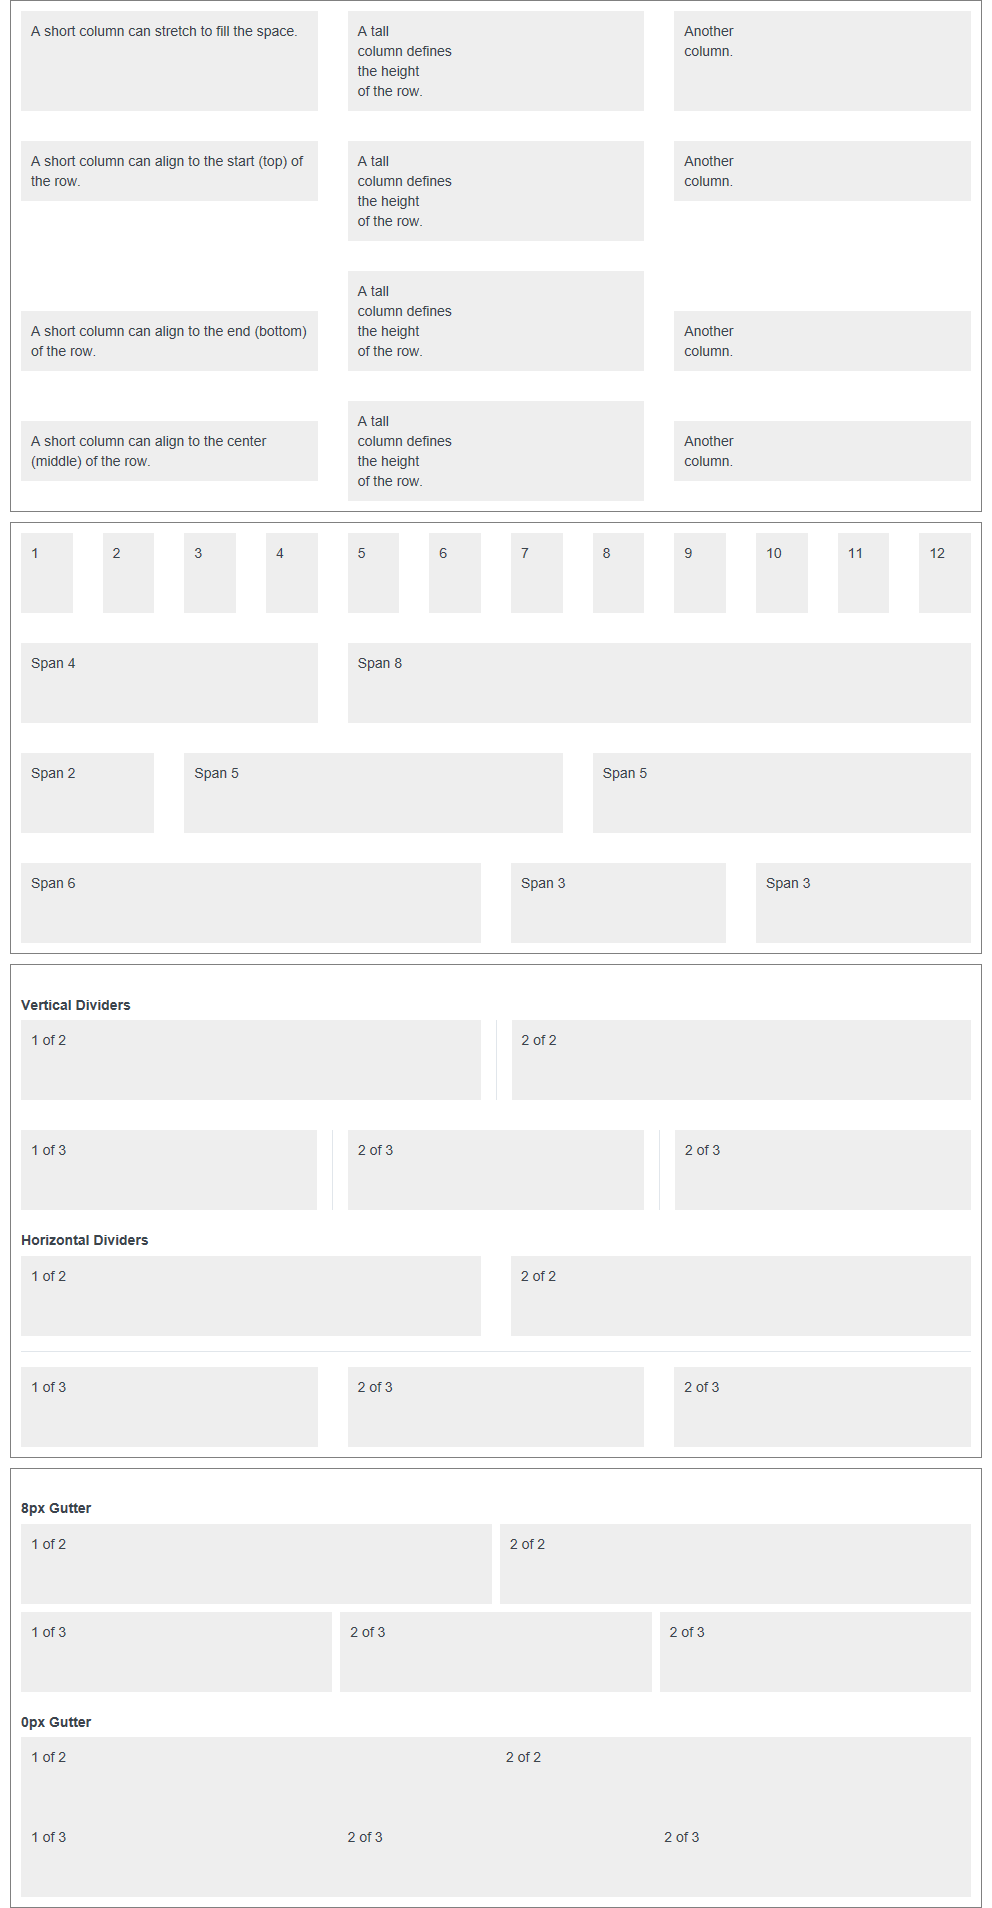 A short column can stretch to fill the space.
A tall
column defines
the height
of the row.
Another
column.
A short column can align to the start (top) of
the row.
A tall
column defines
the height
of the row.
Another
column.
A short column can align to the end (bottom)
of the row.
A tall
column defines
the height
of the row.
Another
column.
A short column can align to the center
(middle) of the row.
A tall
column defines
the height
of the row.
Another
column.
1 2 3 4 5 6 7 8 9 10 11 12
Span 4 Span 8
Span 2 Span 5 Span 5
Span 6 Span 3 Span 3
Vertical Dividers
1 of 2 2 of 2
1 of 3 2 of 3 2 of 3
Horizontal Dividers
1 of 2 2 of 2
1 of 3 2 of 3 2 of 3
8px Gutter
1 of 2 2 of 2
1 of 3 2 of 3 2 of 3
0px Gutter
1 of 2 2 of 2
1 of 3 2 of 3 2 of 3